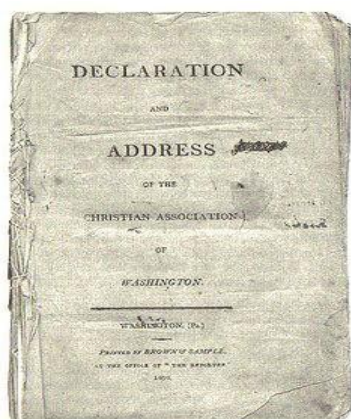 DECLARATION
AND
ADDRESS
OF THE
CHRISTIAN ASSOCIATION
OF
WASHINGTON.
WASHINGTON, (Pa.)
PRINTED BY BROWN & SAMPLE,
AT THE OFFICE OF "THE REPORTER."
1809.